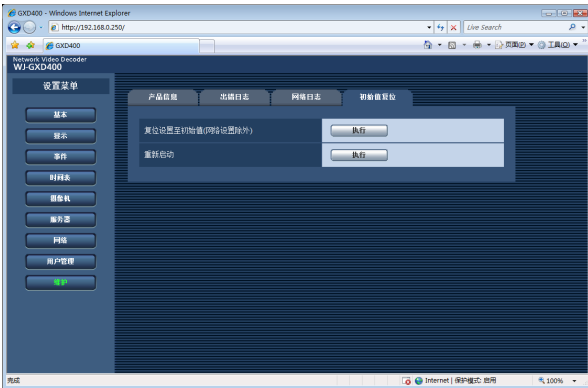 GXD400 - Windows Internet Explorer
http://192.168.0.250/
Live Search
GXD400
页面(P)
工具(O)
Network Video Decoder
WJ-GXD400
设置菜单
产品信息 出错日志 网络日志 初始值复位
基本
显示
事件
时间表
摄像机
服务器
网络
用户管理
维护
复位设置至初始值(网络设置除外) 执行
重新启动 执行
完成 Internet | 保护模式: 启用 100%